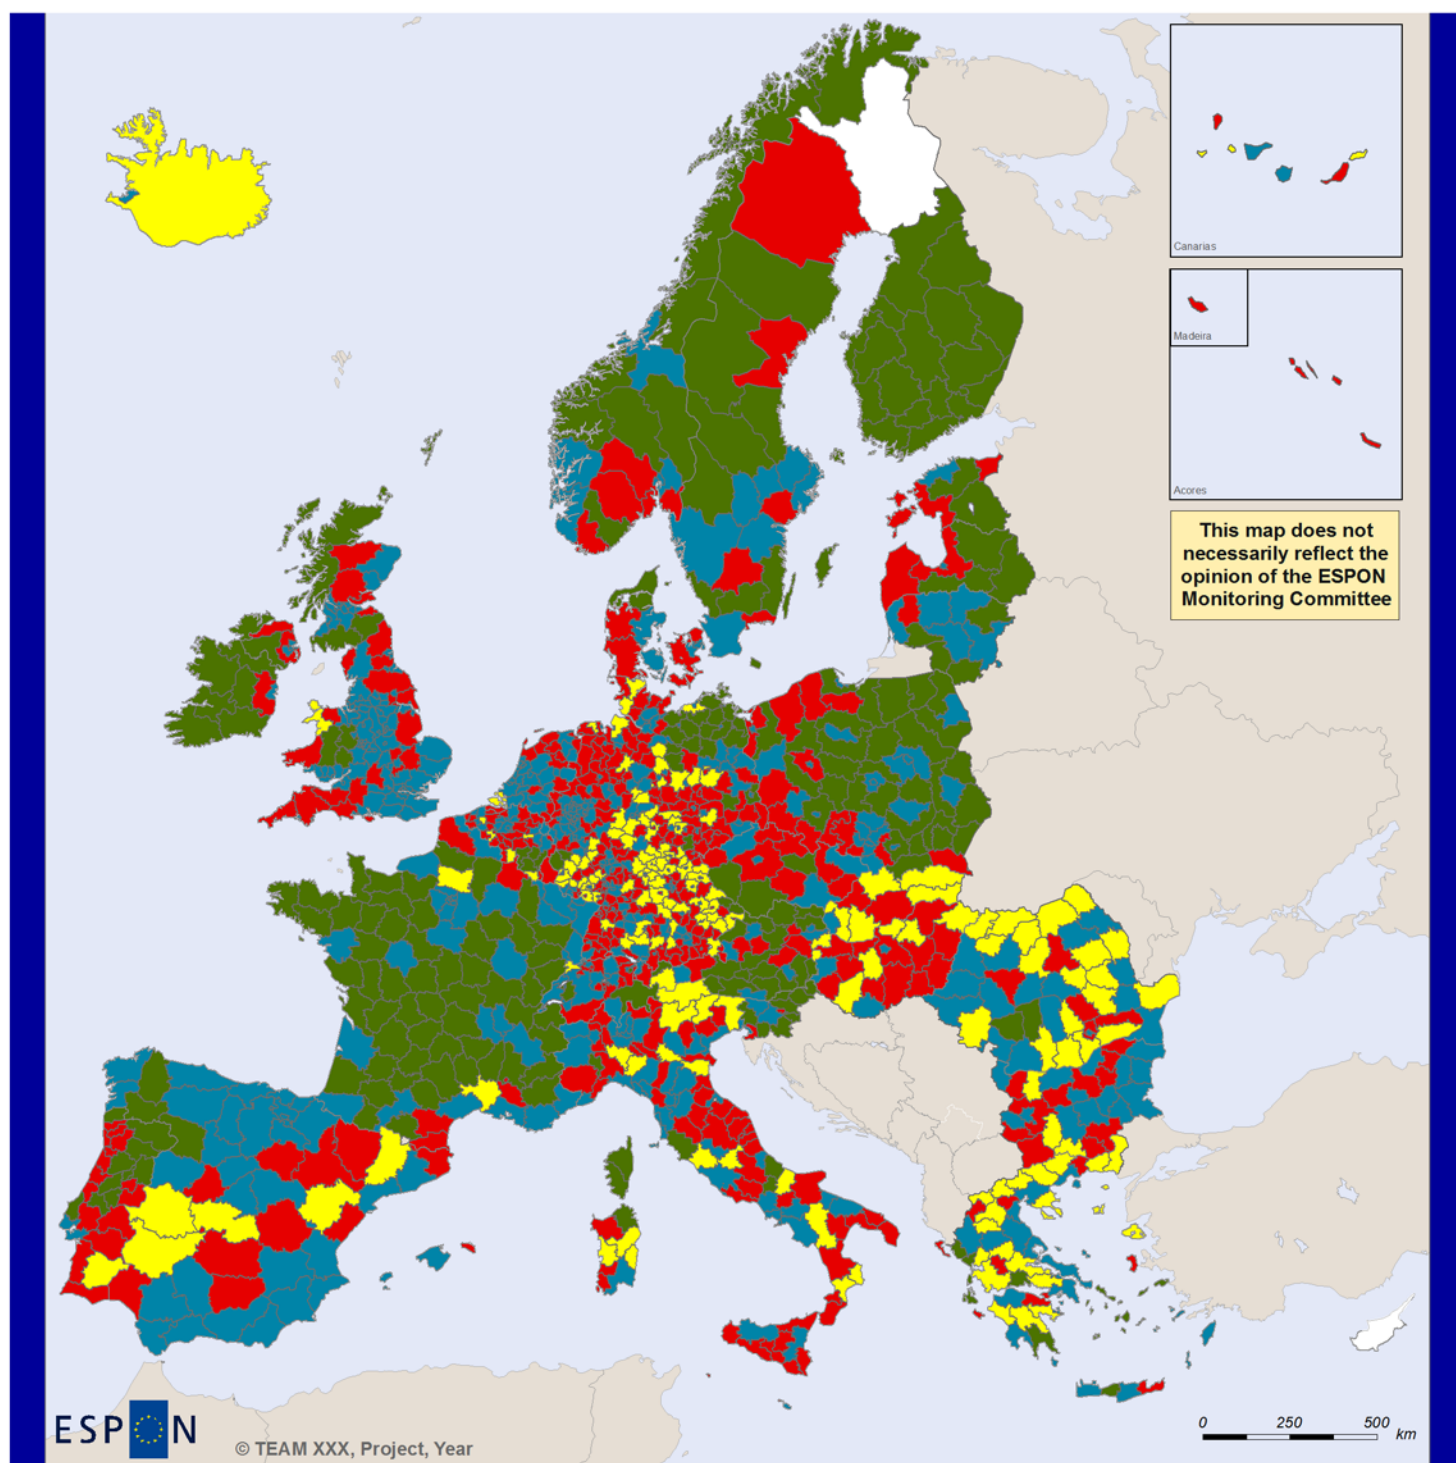 Canarias
Madeira
Acores
This map does not
necessarily reflect the
opinion of the ESPON
Monitoring Committee
ESPON
© TEAM XXX, Project, Year
0 250 500
km